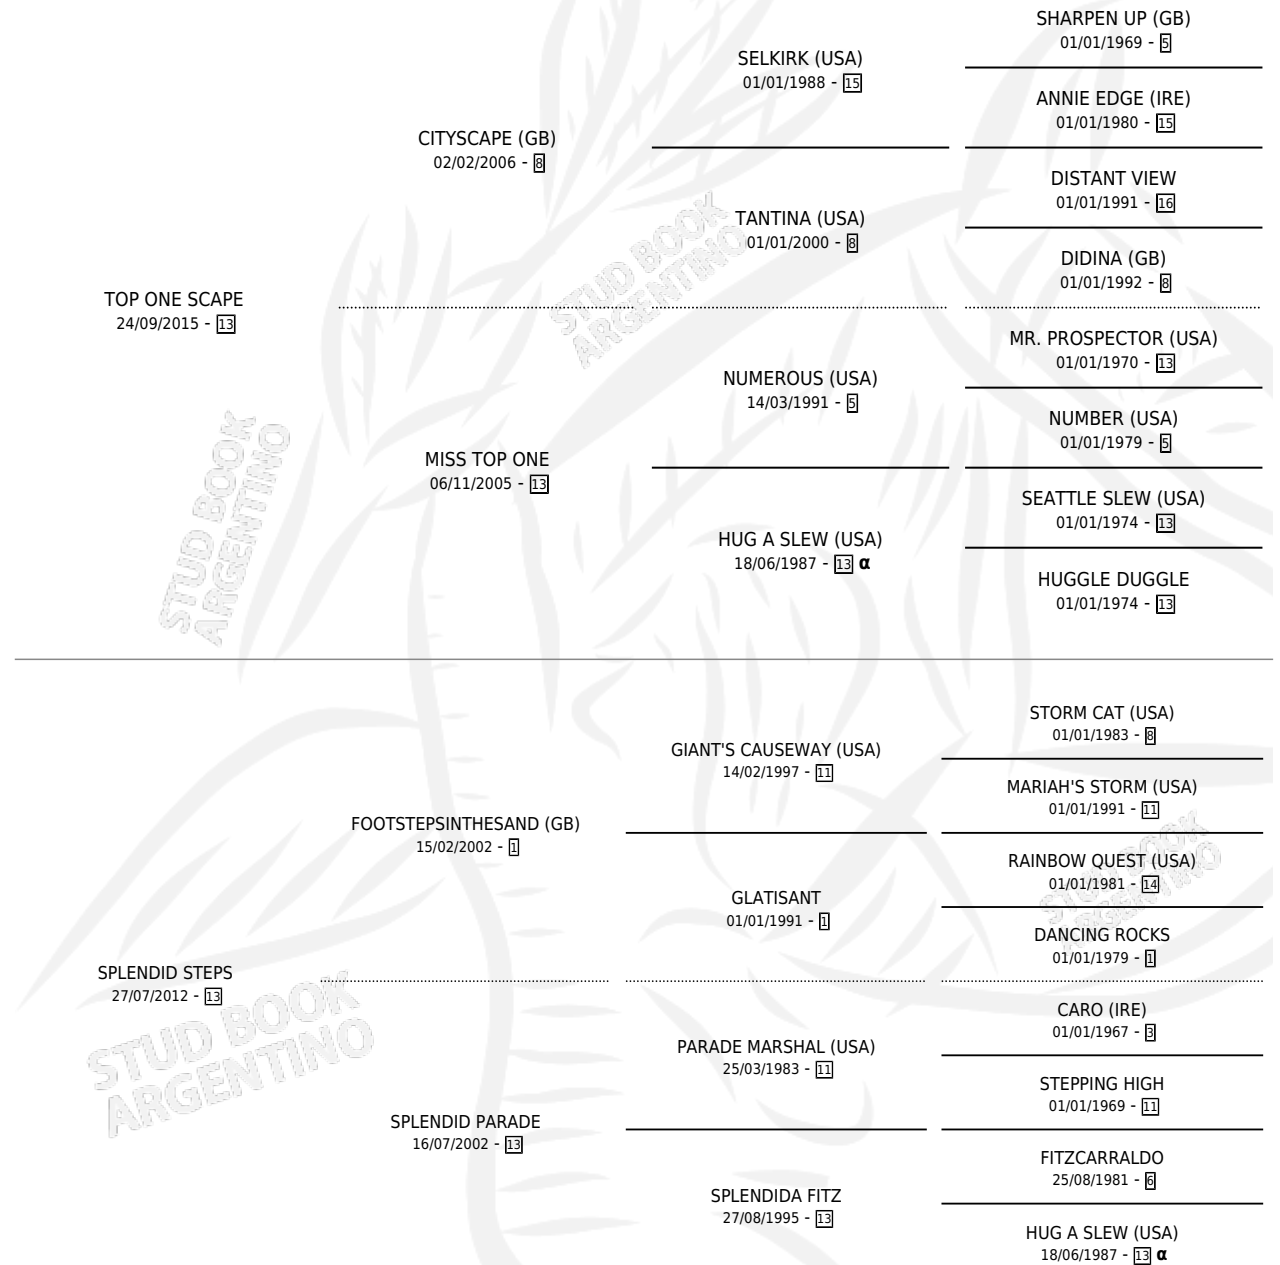 SHARPEN UP (GB)
01/01/1969 - 5
SELKIRK (USA)
01/01/1988 - 15
ANNIE EDGE (IRE)
01/01/1980 - 15
CITYSCAPE (GB)
02/02/2006 - 8
DISTANT VIEW
01/01/1991 - 16
TANTINA (USA)
01/01/2000 - 8
DIDINA (GB)
01/01/1992 - 8
TOP ONE SCAPE
24/09/2015 - 13
MR. PROSPECTOR (USA)
01/01/1970 - 13
NUMEROUS (USA)
14/03/1991 - 5
NUMBER (USA)
01/01/1979 - 5
MISS TOP ONE
06/11/2005 - 13
SEATTLE SLEW (USA)
01/01/1974 - 13
HUG A SLEW (USA)
18/06/1987 - 13 α
HUGGLE DUGGLE
01/01/1974 - 13
STORM CAT (USA)
01/01/1983 - 8
GIANT'S CAUSEWAY (USA)
14/02/1997 - 11
MARIAH'S STORM (USA)
01/01/1991 - 11
FOOTSTEPSINTHESAND (GB)
15/02/2002 - 1
RAINBOW QUEST (USA)
01/01/1981 - 14
GLATISANT
01/01/1991 - 1
DANCING ROCKS
01/01/1979 - 1
SPLENDID STEPS
27/07/2012 - 13
CARO (IRE)
01/01/1967 - 3
PARADE MARSHAL (USA)
25/03/1983 - 11
STEPPING HIGH
01/01/1969 - 11
SPLENDID PARADE
16/07/2002 - 13
FITZCARRALDO
25/08/1981 - 6
SPLENDIDA FITZ
27/08/1995 - 13
HUG A SLEW (USA)
18/06/1987 - 13 α
STUD BOOK
ARGENTINO
STUD BOOK
ARGENTINO
STUD BOOK
ARGENTINO
STUD BOOK
ARGENTINO